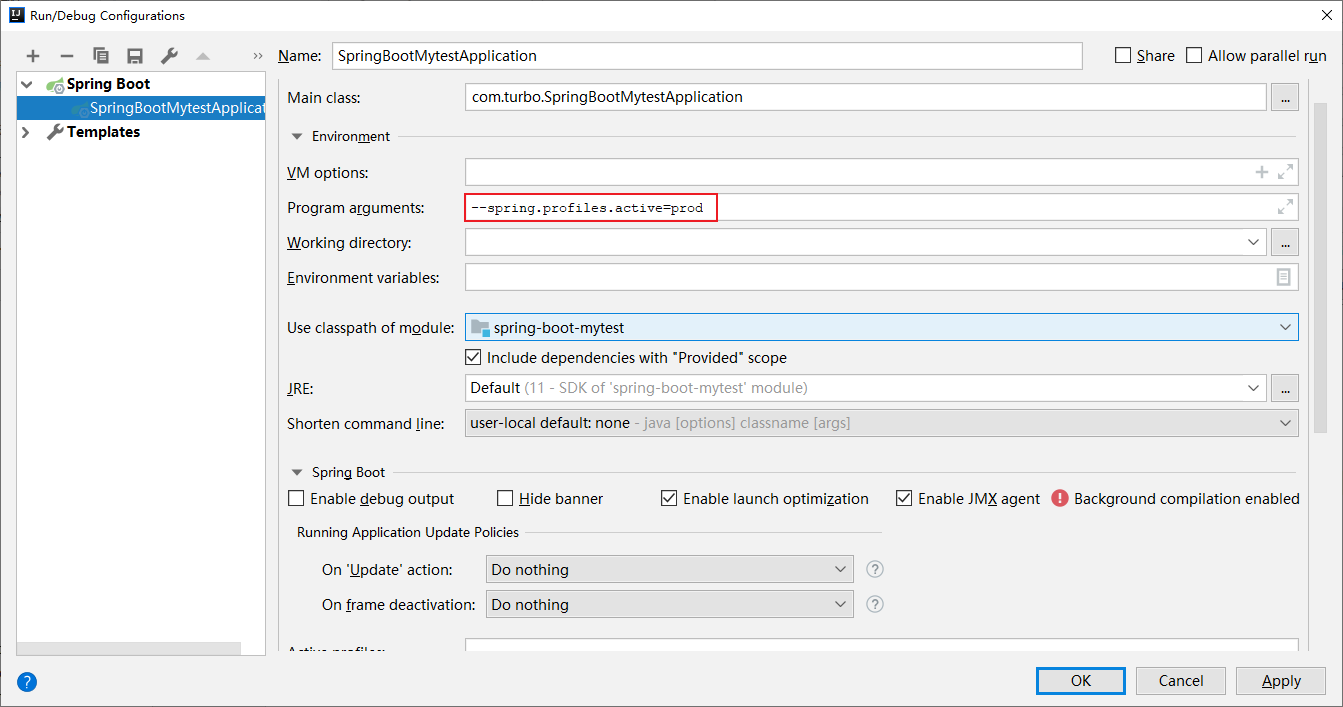 Run/Debug Configurations
Name: SpringBootMytestApplication Share Allow parallel run
Spring Boot
SpringBootMytestApplicat
Templates
Main class: com.turbo.SpringBootMytestApplication ...
Environment
VM options:
Program arguments: --spring.profiles.active=prod
Working directory: ...
Environment variables:
Use classpath of module: spring-boot-mytest
Include dependencies with "Provided" scope
JRE: Default (11 - SDK of 'spring-boot-mytest' module) ...
Shorten command line: user-local default: none - java [options] classname [args]
Spring Boot
Enable debug output Hide banner Enable launch optimization Enable JMX agent Background compilation enabled
Running Application Update Policies
On 'Update' action: Do nothing ?
On frame deactivation: Do nothing ?
Active profiles:
? OK Cancel Apply